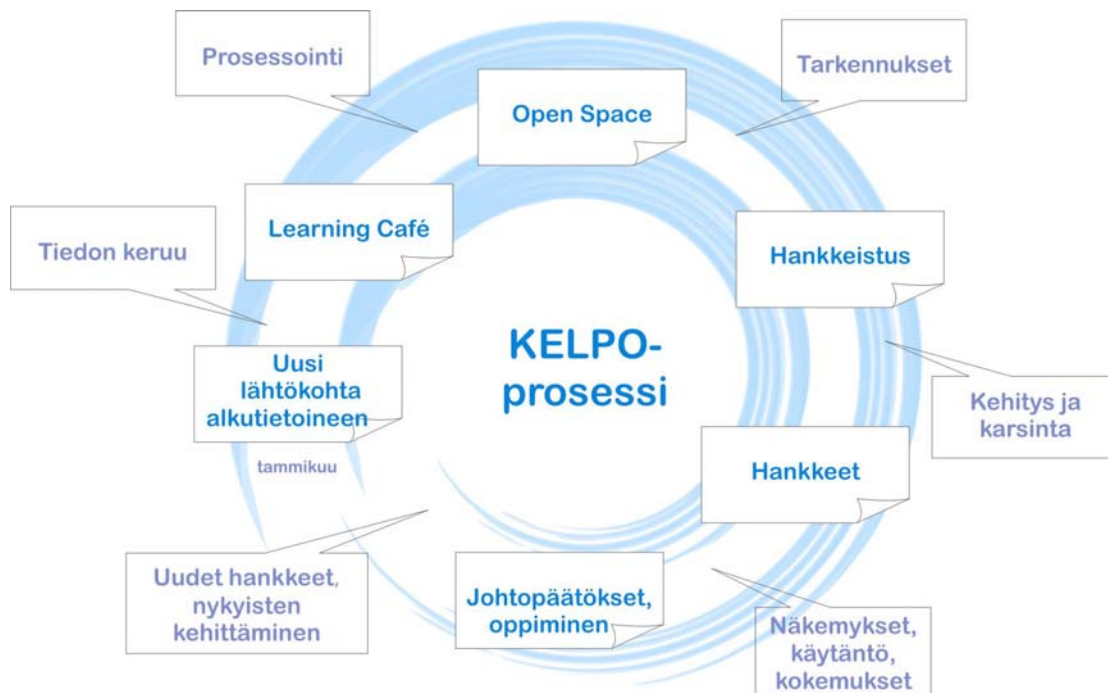 Prosessointi
Tarkennukset
Open Space
Learning Café
Tiedon keruu
Hankkeistus
KELPO-
prosessi
Uusi
lähtökohta
alkutietoineen
tammikuu
Kehitys ja
karsinta
Hankkeet
Uudet hankkeet,
nykyisten
kehittäminen
Johtopäätökset,
oppiminen
Näkemykset,
käytäntö,
kokemukset